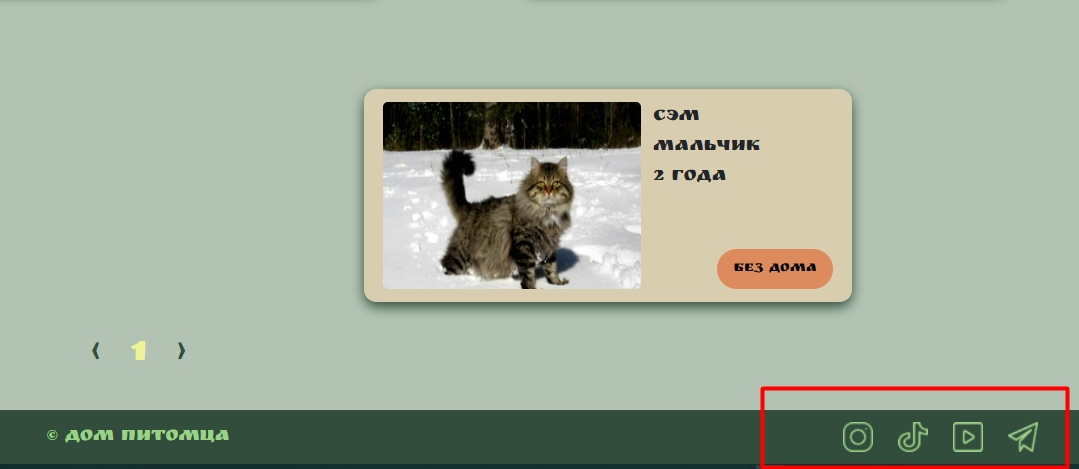 СЭМ
МАЛЬЧИК
2 ГОДА
БЕЗ ДОМА
⟨ 1 ⟩
© ДОМ ПИТОМЦА